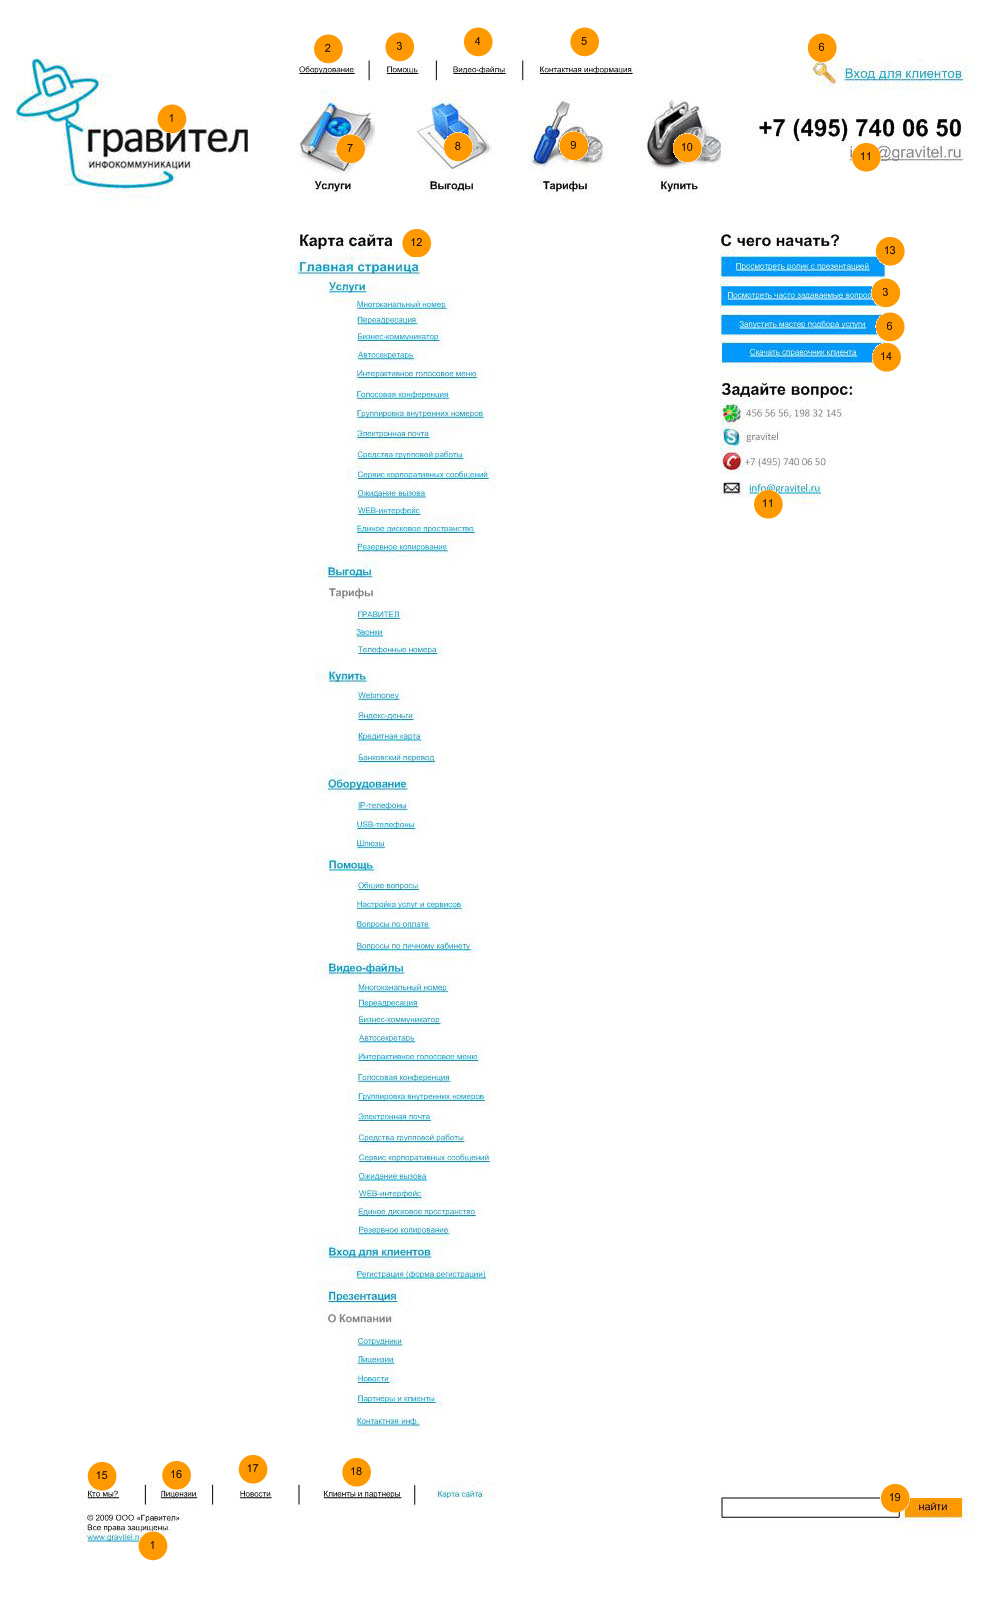 2
3
4
5
6
Оборудование
Помощь
Видео-файлы
Контактная информация
Вход для клиентов
1
гравител
ИНФОКОММУНИКАЦИИ
7
8
9
10
Услуги
Выгоды
Тарифы
Купить
+7 (495) 740 06 50
@gravitel.ru
11
Карта сайта
12
Главная страница
Услуги
Многоканальный номер
Переадресация
Бизнес-коммуникатор
Автосекретарь
Интерактивное голосовое меню
Голосовая конференция
Группировка внутренних номеров
Электронная почта
Средства групповой работы
Сервис корпоративных сообщений
Ожидание вызова
WEB-интерфейс
Единое дисковое пространство
Резервное копирование
Выгоды
Тарифы
ГРАВИТЕЛ
Звонки
Телефонные номера
Купить
Webmoney
Яндекс-деньги
Кредитная карта
Банковский перевод
Оборудование
IP-телефоны
USB-телефоны
Шлюзы
Помощь
Общие вопросы
Настройка услуг и сервисов
Вопросы по оплате
Вопросы по личному кабинету
Видео-файлы
Многоканальный номер
Переадресация
Бизнес-коммуникатор
Автосекретарь
Интерактивное голосовое меню
Голосовая конференция
Группировка внутренних номеров
Электронная почта
Средства групповой работы
Сервис корпоративных сообщений
Ожидание вызова
WEB-интерфейс
Единое дисковое пространство
Резервное копирование
Вход для клиентов
Регистрация (форма регистрации)
Презентация
О Компании
Сотрудники
Лицензии
Новости
Партнеры и клиенты
Контактная инф.
С чего начать?
13
Просмотреть ролик с презентацией
Посмотреть часто задаваемые вопрос
3
Запустить мастер подбора услуги
6
Скачать справочник клиента
14
Задайте вопрос:
456 56 56, 198 32 145
gravitel
+7 (495) 740 06 50
info@gravitel.ru
11
15
16
17
18
Кто мы?
Лицензии
Новости
Клиенты и партнеры
Карта сайта
19
найти
© 2009 ООО «Гравител»
Все права защищены.
www.gravitel.r
1